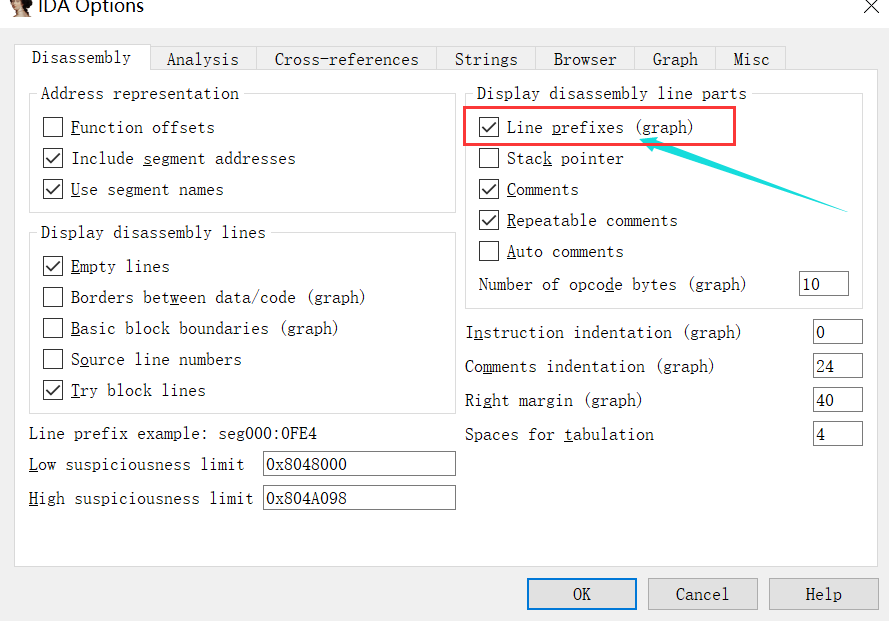 IDA Options
Disassembly
Analysis
Cross-references
Strings
Browser
Graph
Misc
Address representation
Function offsets
Include segment addresses
Use segment names
Display disassembly lines
Empty lines
Borders between data/code (graph)
Basic block boundaries (graph)
Source line numbers
Try block lines
Line prefix example: seg000:0FE4
Low suspiciousness limit 0x8048000
High suspiciousness limit 0x804A098
Display disassembly line parts
Line prefixes (graph)
Stack pointer
Comments
Repeatable comments
Auto comments
Number of opcode bytes (graph) 10
Instruction indentation (graph) 0
Comments indentation (graph) 24
Right margin (graph) 40
Spaces for tabulation 4
OK
Cancel
Help